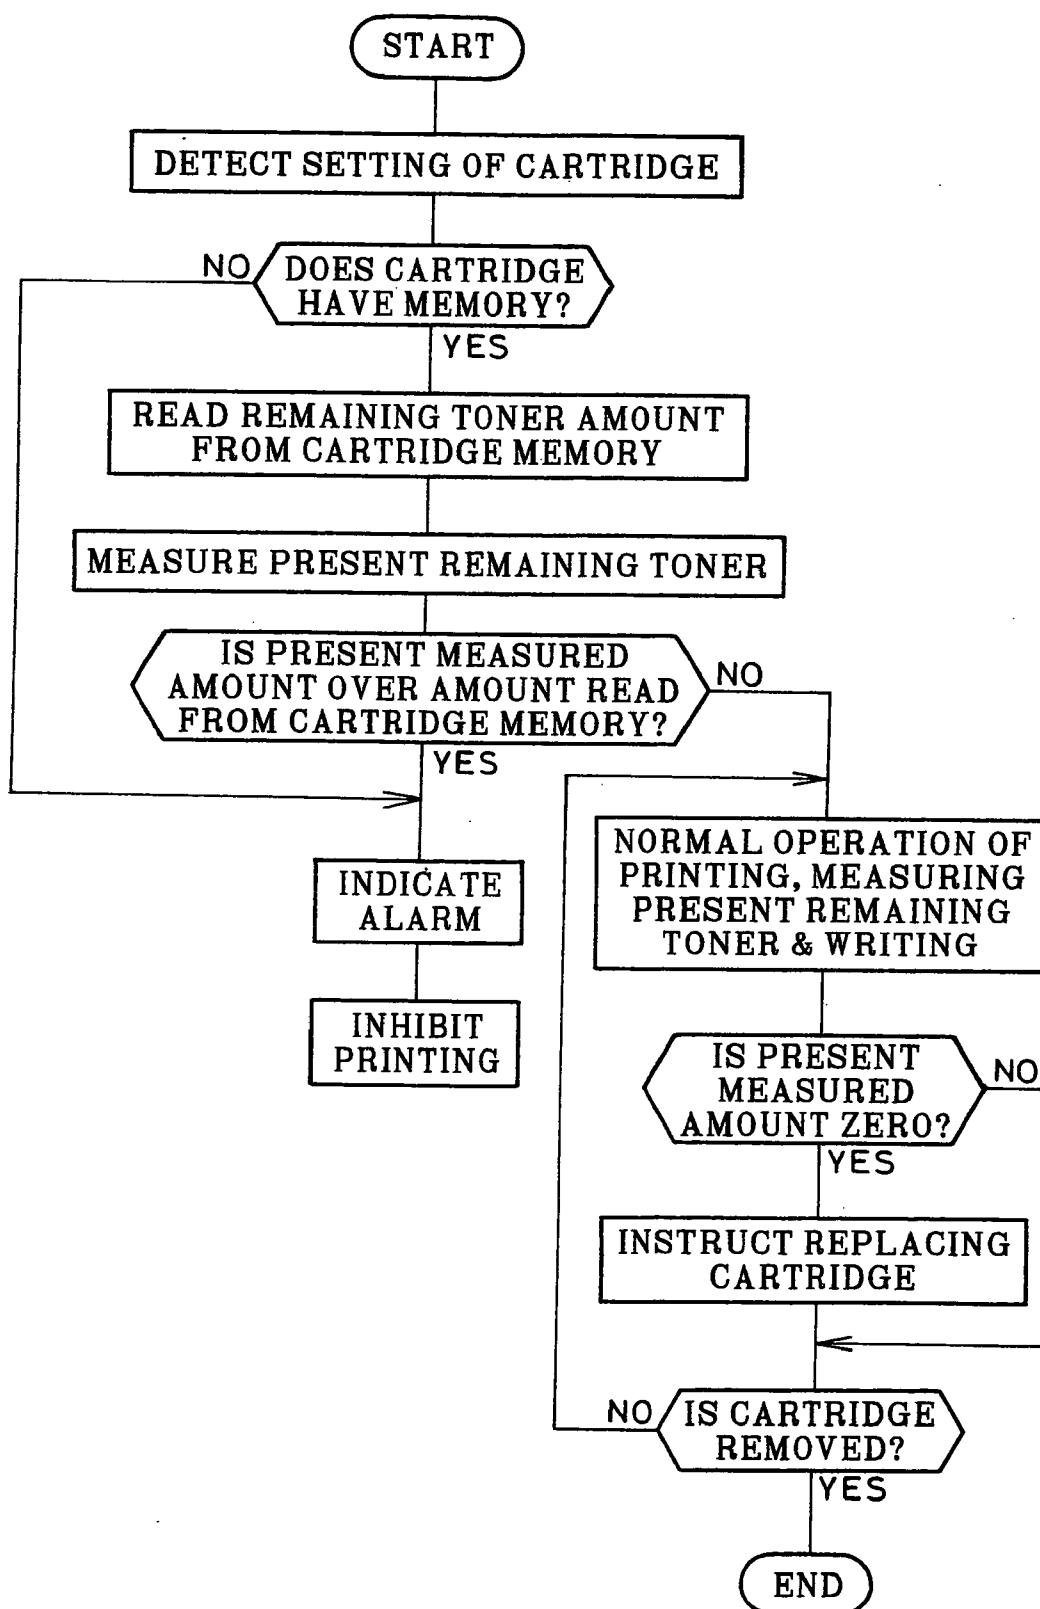 START
DETECT SETTING OF CARTRIDGE
NO
DOES CARTRIDGE
HAVE MEMORY?
YES
READ REMAINING TONER AMOUNT
FROM CARTRIDGE MEMORY
MEASURE PRESENT REMAINING TONER
IS PRESENT MEASURED
AMOUNT OVER AMOUNT READ
FROM CARTRIDGE MEMORY?
NO
YES
INDICATE
ALARM
INHIBIT
PRINTING
NORMAL OPERATION OF
PRINTING, MEASURING
PRESENT REMAINING
TONER & WRITING
IS PRESENT
MEASURED
AMOUNT ZERO?
NO
YES
INSTRUCT REPLACING
CARTRIDGE
NO
IS CARTRIDGE
REMOVED?
YES
END